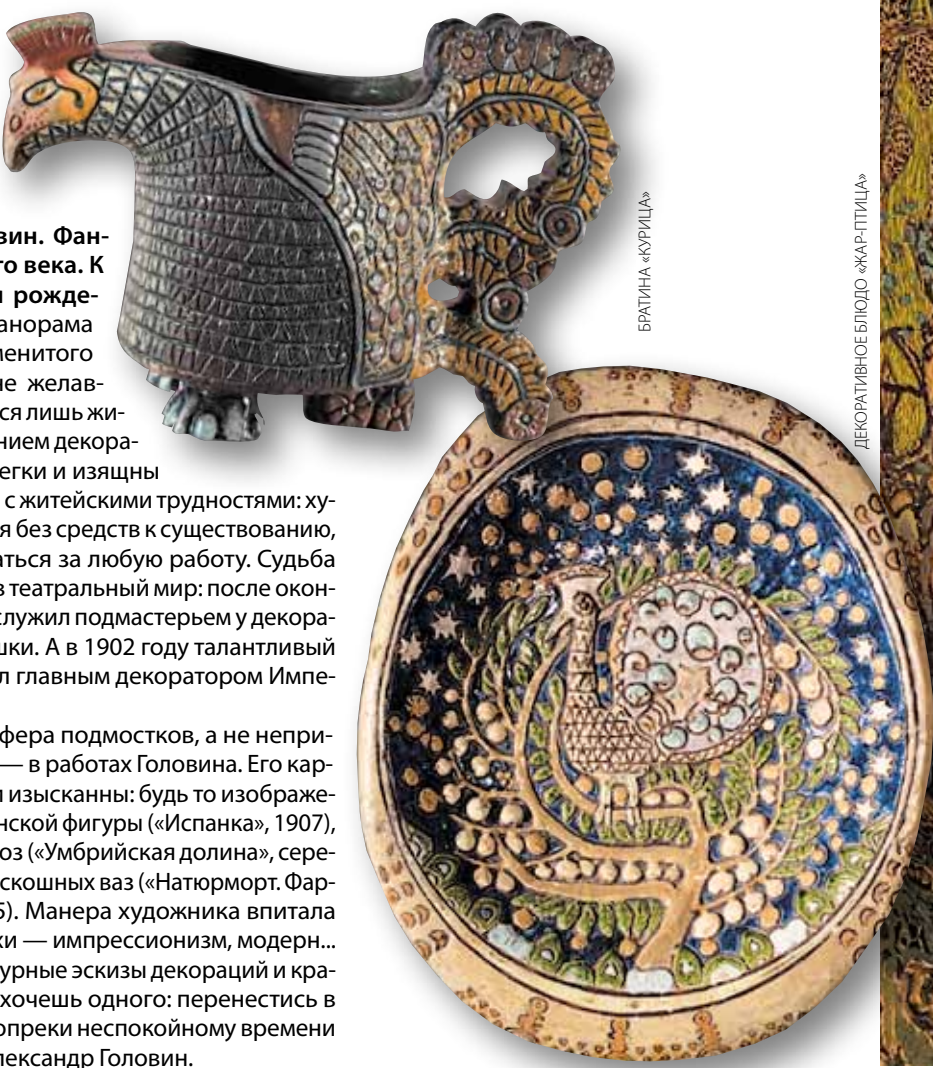 вин. Фан-
го века. К
рожде-
анорама
менитого
не желав-
ся лишь жи-
нием декора-
егки и изящны
с житейскими трудностями: ху-
я без средств к существованию,
аться за любую работу. Судьба
в театральный мир: после окон-
служил подмастерьем у декора-
шки. А в 1902 году талантливый
л главным декоратором Импе-
фера подмостков, а не непри-
— в работах Головина. Его кар-
и изысканны: будь то изображе-
нской фигуры («Испанка», 1907),
оз («Умбрийская долина», сере-
скошных ваз («Натюрморт. Фар-
5). Манера художника впитала
хи — импрессионизм, модерн...
урные эскизы декораций и кра-
хочешь одного: перенестись в
опреки неспокойному времени
лександр Головин.
БРАТИНА «КУРИЦА»
ДЕКОРАТИВНОЕ БЛЮДО «ЖАР-ПТИЦА»